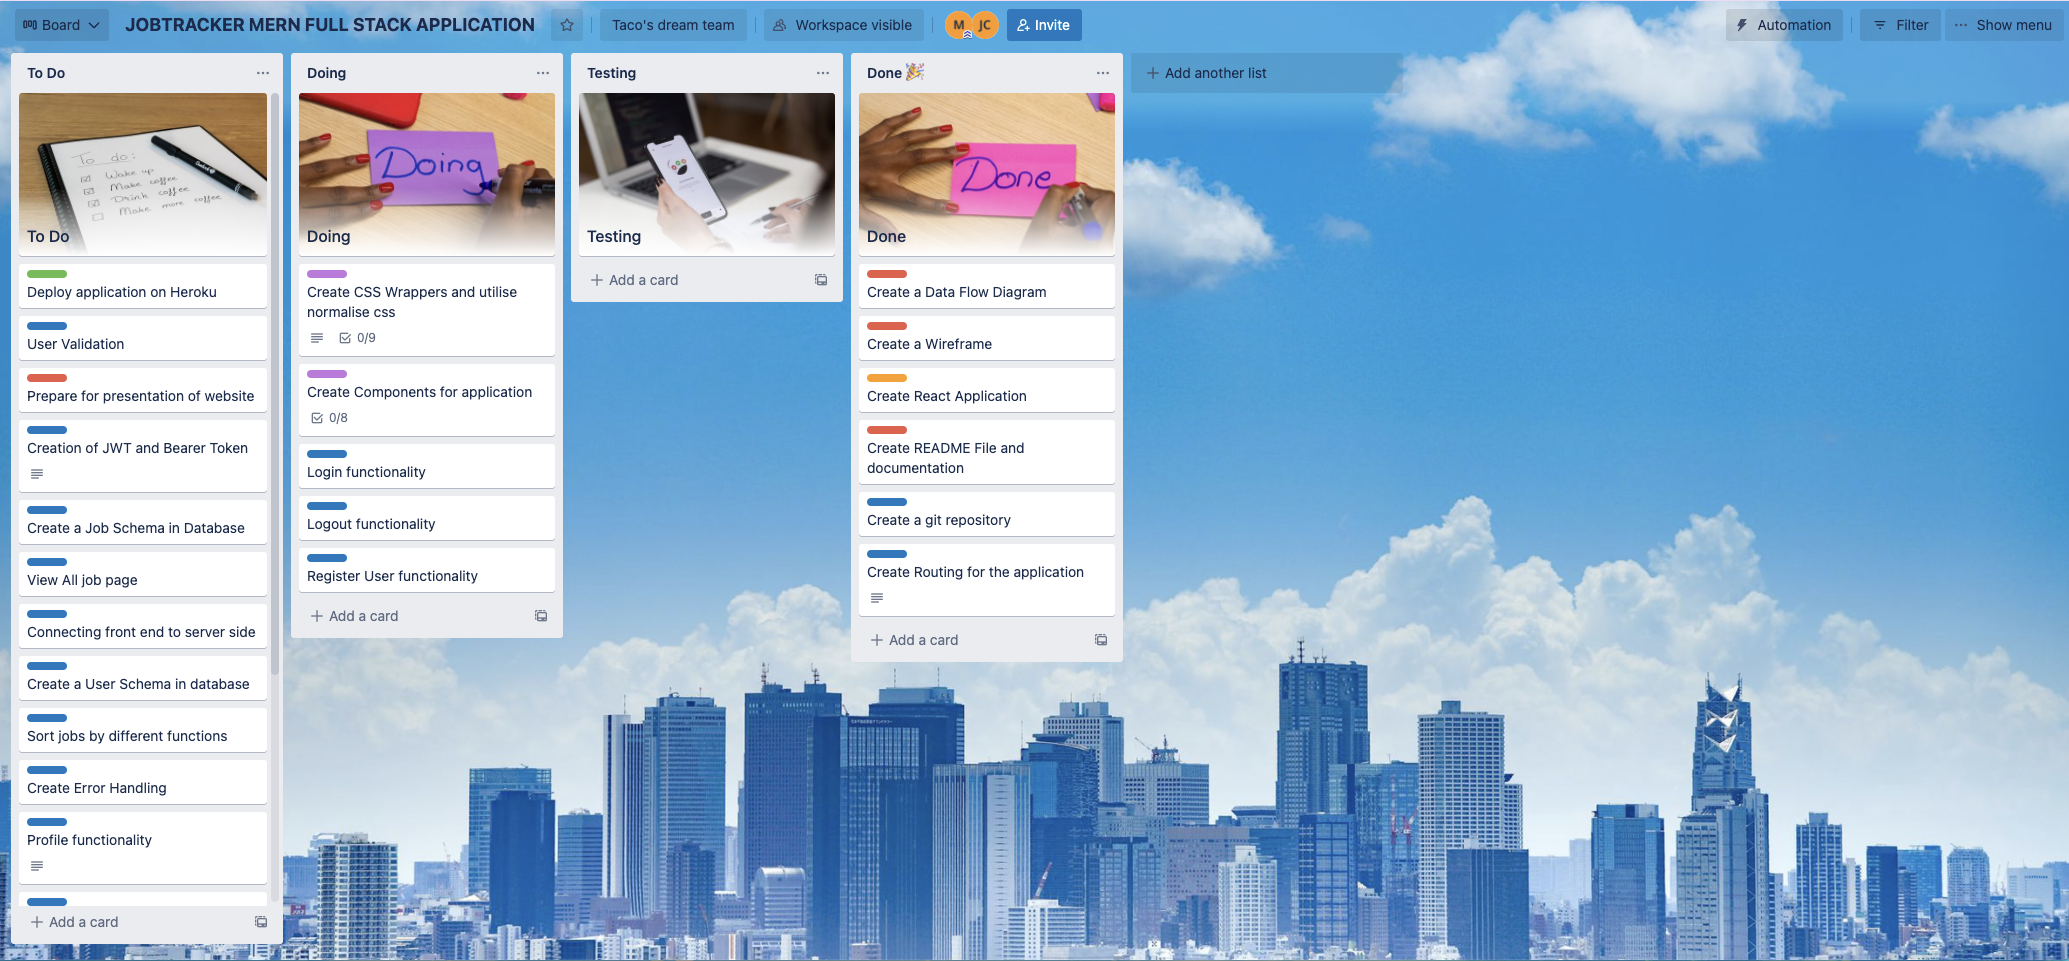 Board
JOBTRACKER MERN FULL STACK APPLICATION
Taco's dream team
Workspace visible
M
JC
Invite
Automation
Filter
Show menu
To Do
To do:
Wake up
Make coffee
Drink coffee
Make more coffee
To Do
Deploy application on Heroku
User Validation
Prepare for presentation of website
Creation of JWT and Bearer Token
Create a Job Schema in Database
View All job page
Connecting front end to server side
Create a User Schema in database
Sort jobs by different functions
Create Error Handling
Profile functionality
Add a card
Doing
Doing
Doing
Create CSS Wrappers and utilise
normalise css
0/9
Create Components for application
0/8
Login functionality
Logout functionality
Register User functionality
Add a card
Testing
Testing
Add a card
Done 🎉
Done
Done
Create a Data Flow Diagram
Create a Wireframe
Create React Application
Create README File and
documentation
Create a git repository
Create Routing for the application
Add a card
Add another list